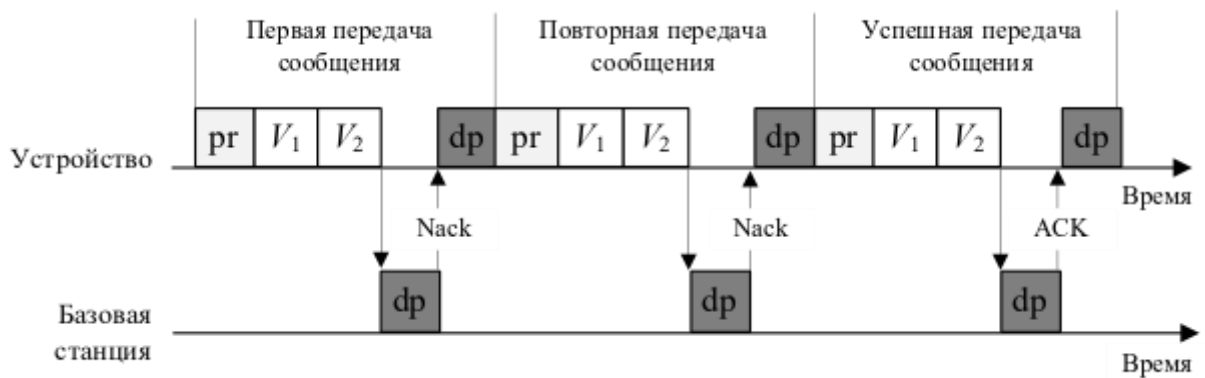 Первая передача
сообщения
Повторная передача
сообщения
Успешная передача
сообщения
Устройство
pr V₁ V₂ dp pr V₁ V₂ dp pr V₁ V₂ dp
Время
Nack Nack ACK
dp dp dp
Базовая
станция
Время